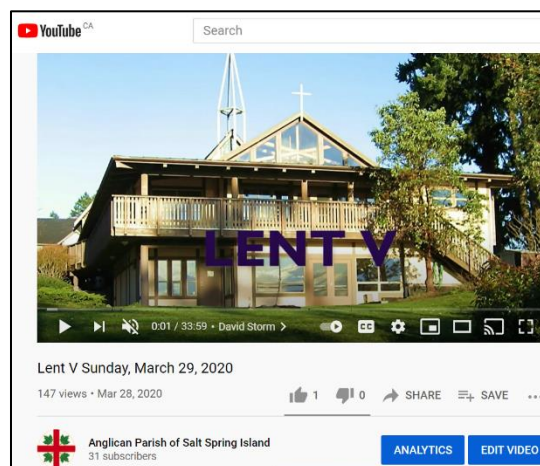 YouTube CA
Search
LENT V
0:01 / 33:59 • David Storm >
CC
Lent V Sunday, March 29, 2020
147 views • Mar 28, 2020
1 0 SHARE SAVE ...
Anglican Parish of Salt Spring Island
31 subscribers
ANALYTICS EDIT VIDEO